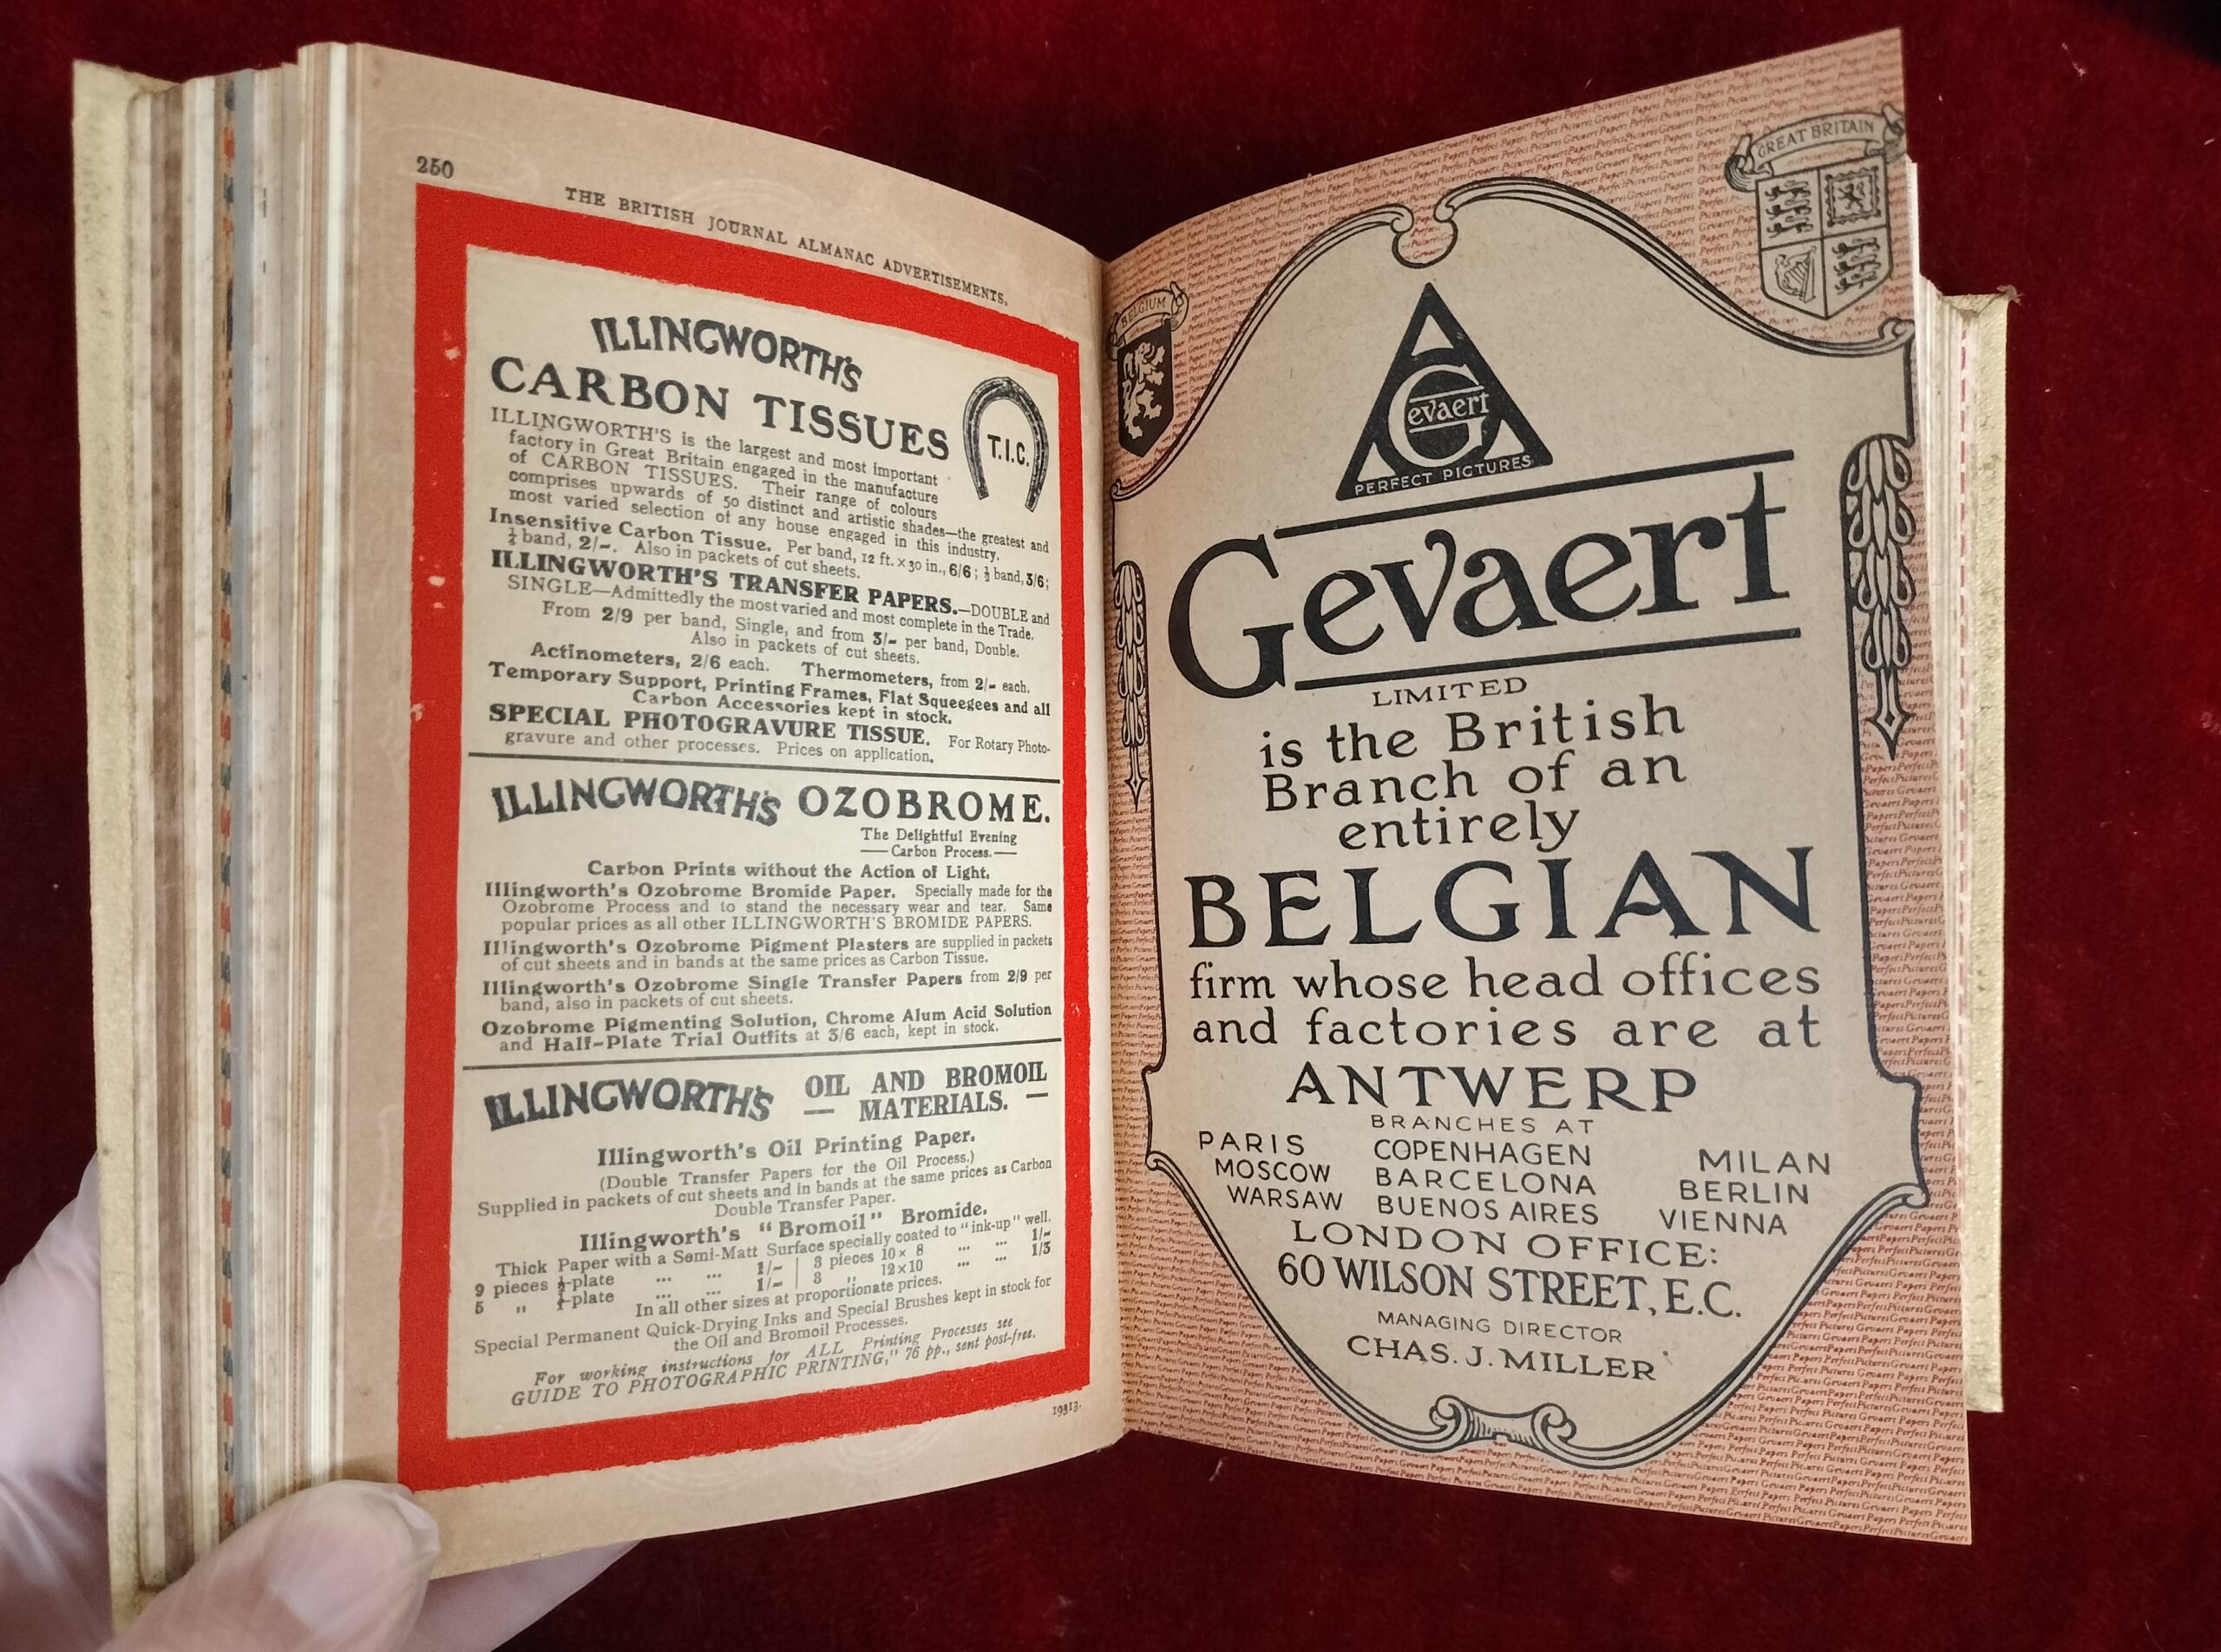 250
THE BRITISH JOURNAL ALMANAC ADVERTISEMENTS.
ILLINGWORTH'S
CARBON TISSUES
T.I.C.
ILLINGWORTH'S is the largest and most important
factory in Great Britain engaged in the manufacture
of CARBON TISSUES. Their range of colours
comprises upwards of 50 distinct and artistic shades—the greatest and
most varied selection of any house engaged in this industry.
Insensitive Carbon Tissue. Per band, 12 ft. × 30 in., 6/6; ½ band, 3/6;
¼ band, 2/-. Also in packets of cut sheets.
ILLINGWORTH'S TRANSFER PAPERS.—DOUBLE and
SINGLE—Admittedly the most varied and most complete in the Trade.
From 2/9 per band, Single, and from 3/- per band, Double.
Also in packets of cut sheets.
Actinometers, 2/6 each. Thermometers, from 2/- each.
Temporary Support, Printing Frames, Flat Squeegees and all
Carbon Accessories kept in stock.
SPECIAL PHOTOGRAVURE TISSUE. For Rotary Photo-
gravure and other processes. Prices on application.
ILLINGWORTH'S OZOBROME.
The Delightful Evening
—Carbon Process.—
Carbon Prints without the Action of Light.
Illingworth's Ozobrome Bromide Paper. Specially made for the
Ozobrome Process and to stand the necessary wear and tear. Same
popular prices as all other ILLINGWORTH'S BROMIDE PAPERS.
Illingworth's Ozobrome Pigment Plasters are supplied in packets
of cut sheets and in bands at the same prices as Carbon Tissue.
Illingworth's Ozobrome Single Transfer Papers from 2/9 per
band, also in packets of cut sheets.
Ozobrome Pigmenting Solution, Chrome Alum Acid Solution
and Half-Plate Trial Outfits at 3/6 each, kept in stock.
ILLINGWORTH'S OIL AND BROMOIL
— MATERIALS. —
Illingworth's Oil Printing Paper.
(Double Transfer Papers for the Oil Process.)
Supplied in packets of cut sheets and in bands at the same prices as Carbon
Double Transfer Paper.
Illingworth's "Bromoil" Bromide.
Thick Paper with a Semi-Matt Surface specially coated to "ink-up" well.
9 pieces -plate ... ... 1/- | 3 pieces 10 × 8 ... ... 1/-
5 " -plate ... ... 1/- | 3 " 12×10 ... ... 1/3
In all other sizes at proportionate prices.
Special Permanent Quick-Drying Inks and Special Brushes kept in stock for
the Oil and Bromoil Processes.
For working instructions for ALL Printing Processes see
GUIDE TO PHOTOGRAPHIC PRINTING," 76 pp., sent post-free.
BELGIUM
GREAT BRITAIN
Gevaert
PERFECT PICTURES
Gevaert
LIMITED
is the British
Branch of an
entirely
BELGIAN
firm whose head offices
and factories are at
ANTWERP
BRANCHES AT
PARIS COPENHAGEN MILAN
MOSCOW BARCELONA BERLIN
WARSAW BUENOS AIRES VIENNA
LONDON OFFICE:
60 WILSON STREET, E.C.
MANAGING DIRECTOR
CHAS. J. MILLER
Gevaert Papers Perfect Pictures